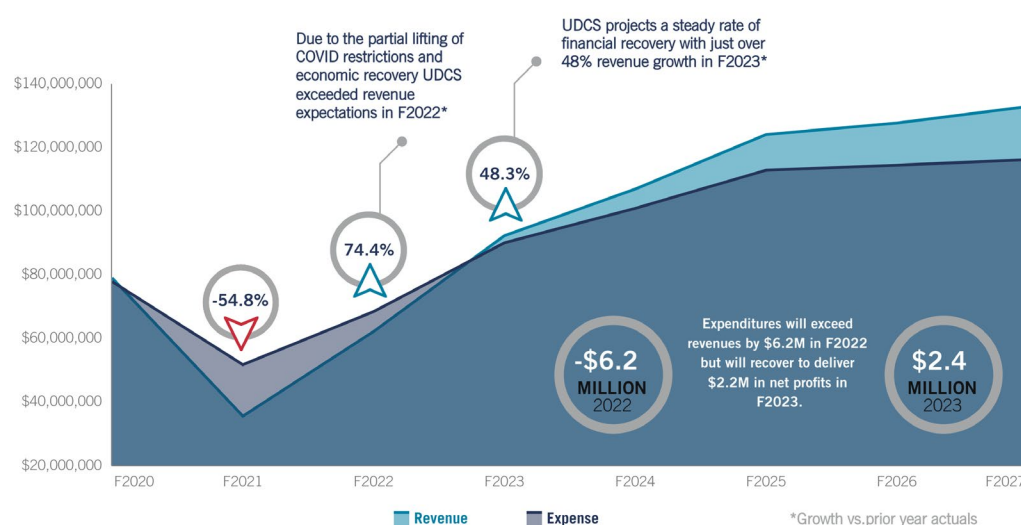 Due to the partial lifting of
COVID restrictions and
economic recovery UDCS
exceeded revenue
expectations in F2022*
UDCS projects a steady rate of
financial recovery with just over
48% revenue growth in F2023*
$140,000,000
$120,000,000
$100,000,000
$80,000,000
$60,000,000
$40,000,000
$20,000,000
-54.8%
74.4%
48.3%
-$6.2
MILLION
2022
Expenditures will exceed
revenues by $6.2M in F2022
but will recover to deliver
$2.2M in net profits in
F2023.
$2.4
MILLION
2023
F2020 F2021 F2022 F2023 F2024 F2025 F2026 F2027
Revenue Expense
*Growth vs.prior year actuals